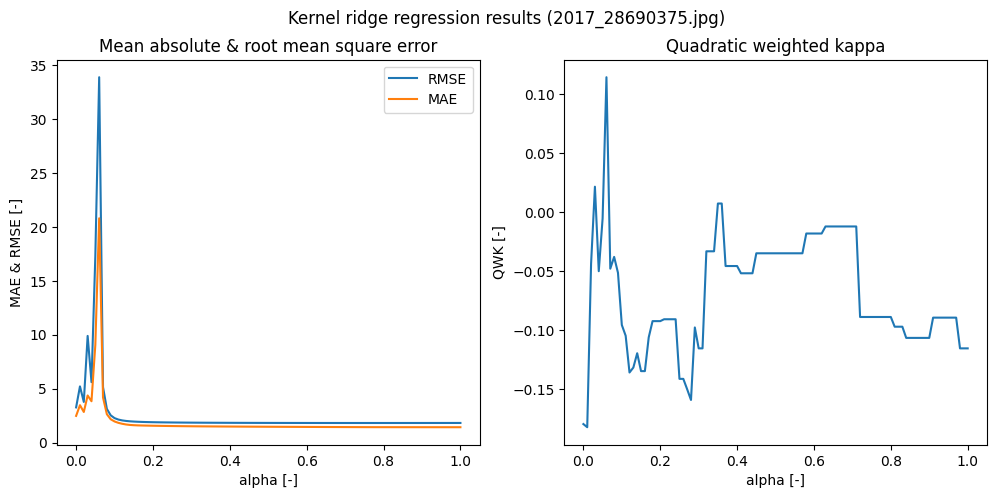 Kernel ridge regression results (2017_28690375.jpg)
Mean absolute & root mean square error
35
30
25
20
15
10
5
0
MAE & RMSE [-]
RMSE
MAE
0.0 0.2 0.4 0.6 0.8 1.0
alpha [-]
Quadratic weighted kappa
0.10
0.05
0.00
−0.05
−0.10
−0.15
QWK [-]
0.0 0.2 0.4 0.6 0.8 1.0
alpha [-]